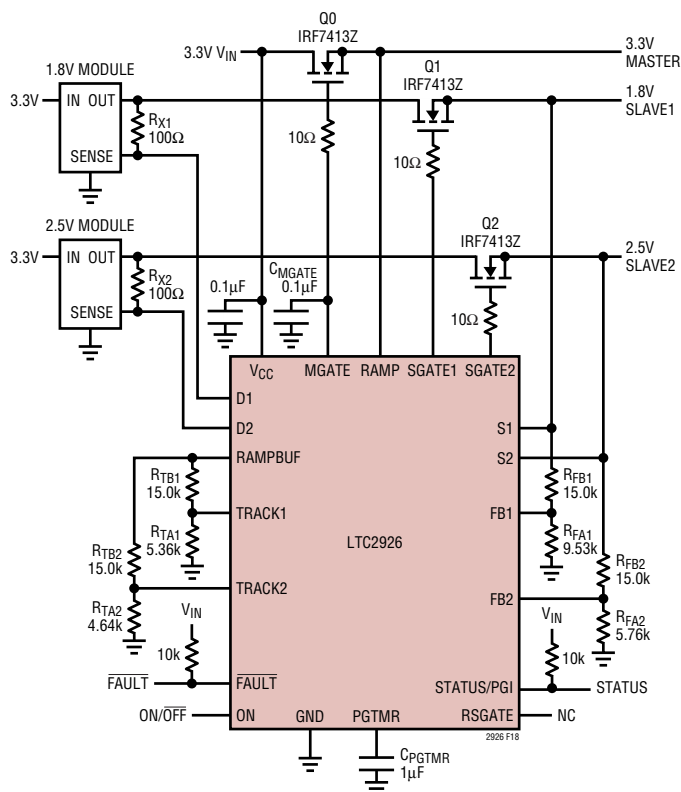 Q0
IRF7413Z
3.3V VIN
3.3V
MASTER
1.8V MODULE
Q1
IRF7413Z
3.3V
IN OUT
SENSE
RX1
100Ω
10Ω
10Ω
1.8V
SLAVE1
2.5V MODULE
Q2
IRF7413Z
3.3V
IN OUT
SENSE
RX2
100Ω
0.1µF
CMGATE
0.1µF
10Ω
2.5V
SLAVE2
VCC
MGATE
RAMP
SGATE1
SGATE2
D1
D2
RAMPBUF
TRACK1
TRACK2
FAULT
ON
GND
PGTMR
LTC2926
S1
S2
FB1
FB2
STATUS/PGI
RSGATE
RTB1
15.0k
RTA1
5.36k
RTB2
15.0k
RTA2
4.64k
VIN
10k
FAULT
ON/OFF
RFB1
15.0k
RFA1
9.53k
RFB2
15.0k
RFA2
5.76k
VIN
10k
STATUS
NC
2926 F18
CPGTMR
1µF